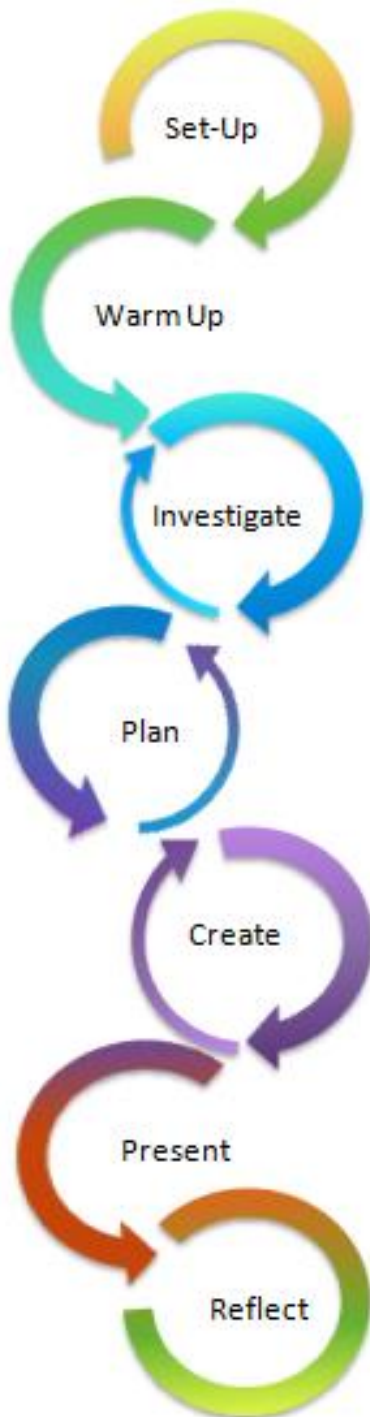 Set-Up
Warm Up
Investigate
Plan
Create
Present
Reflect